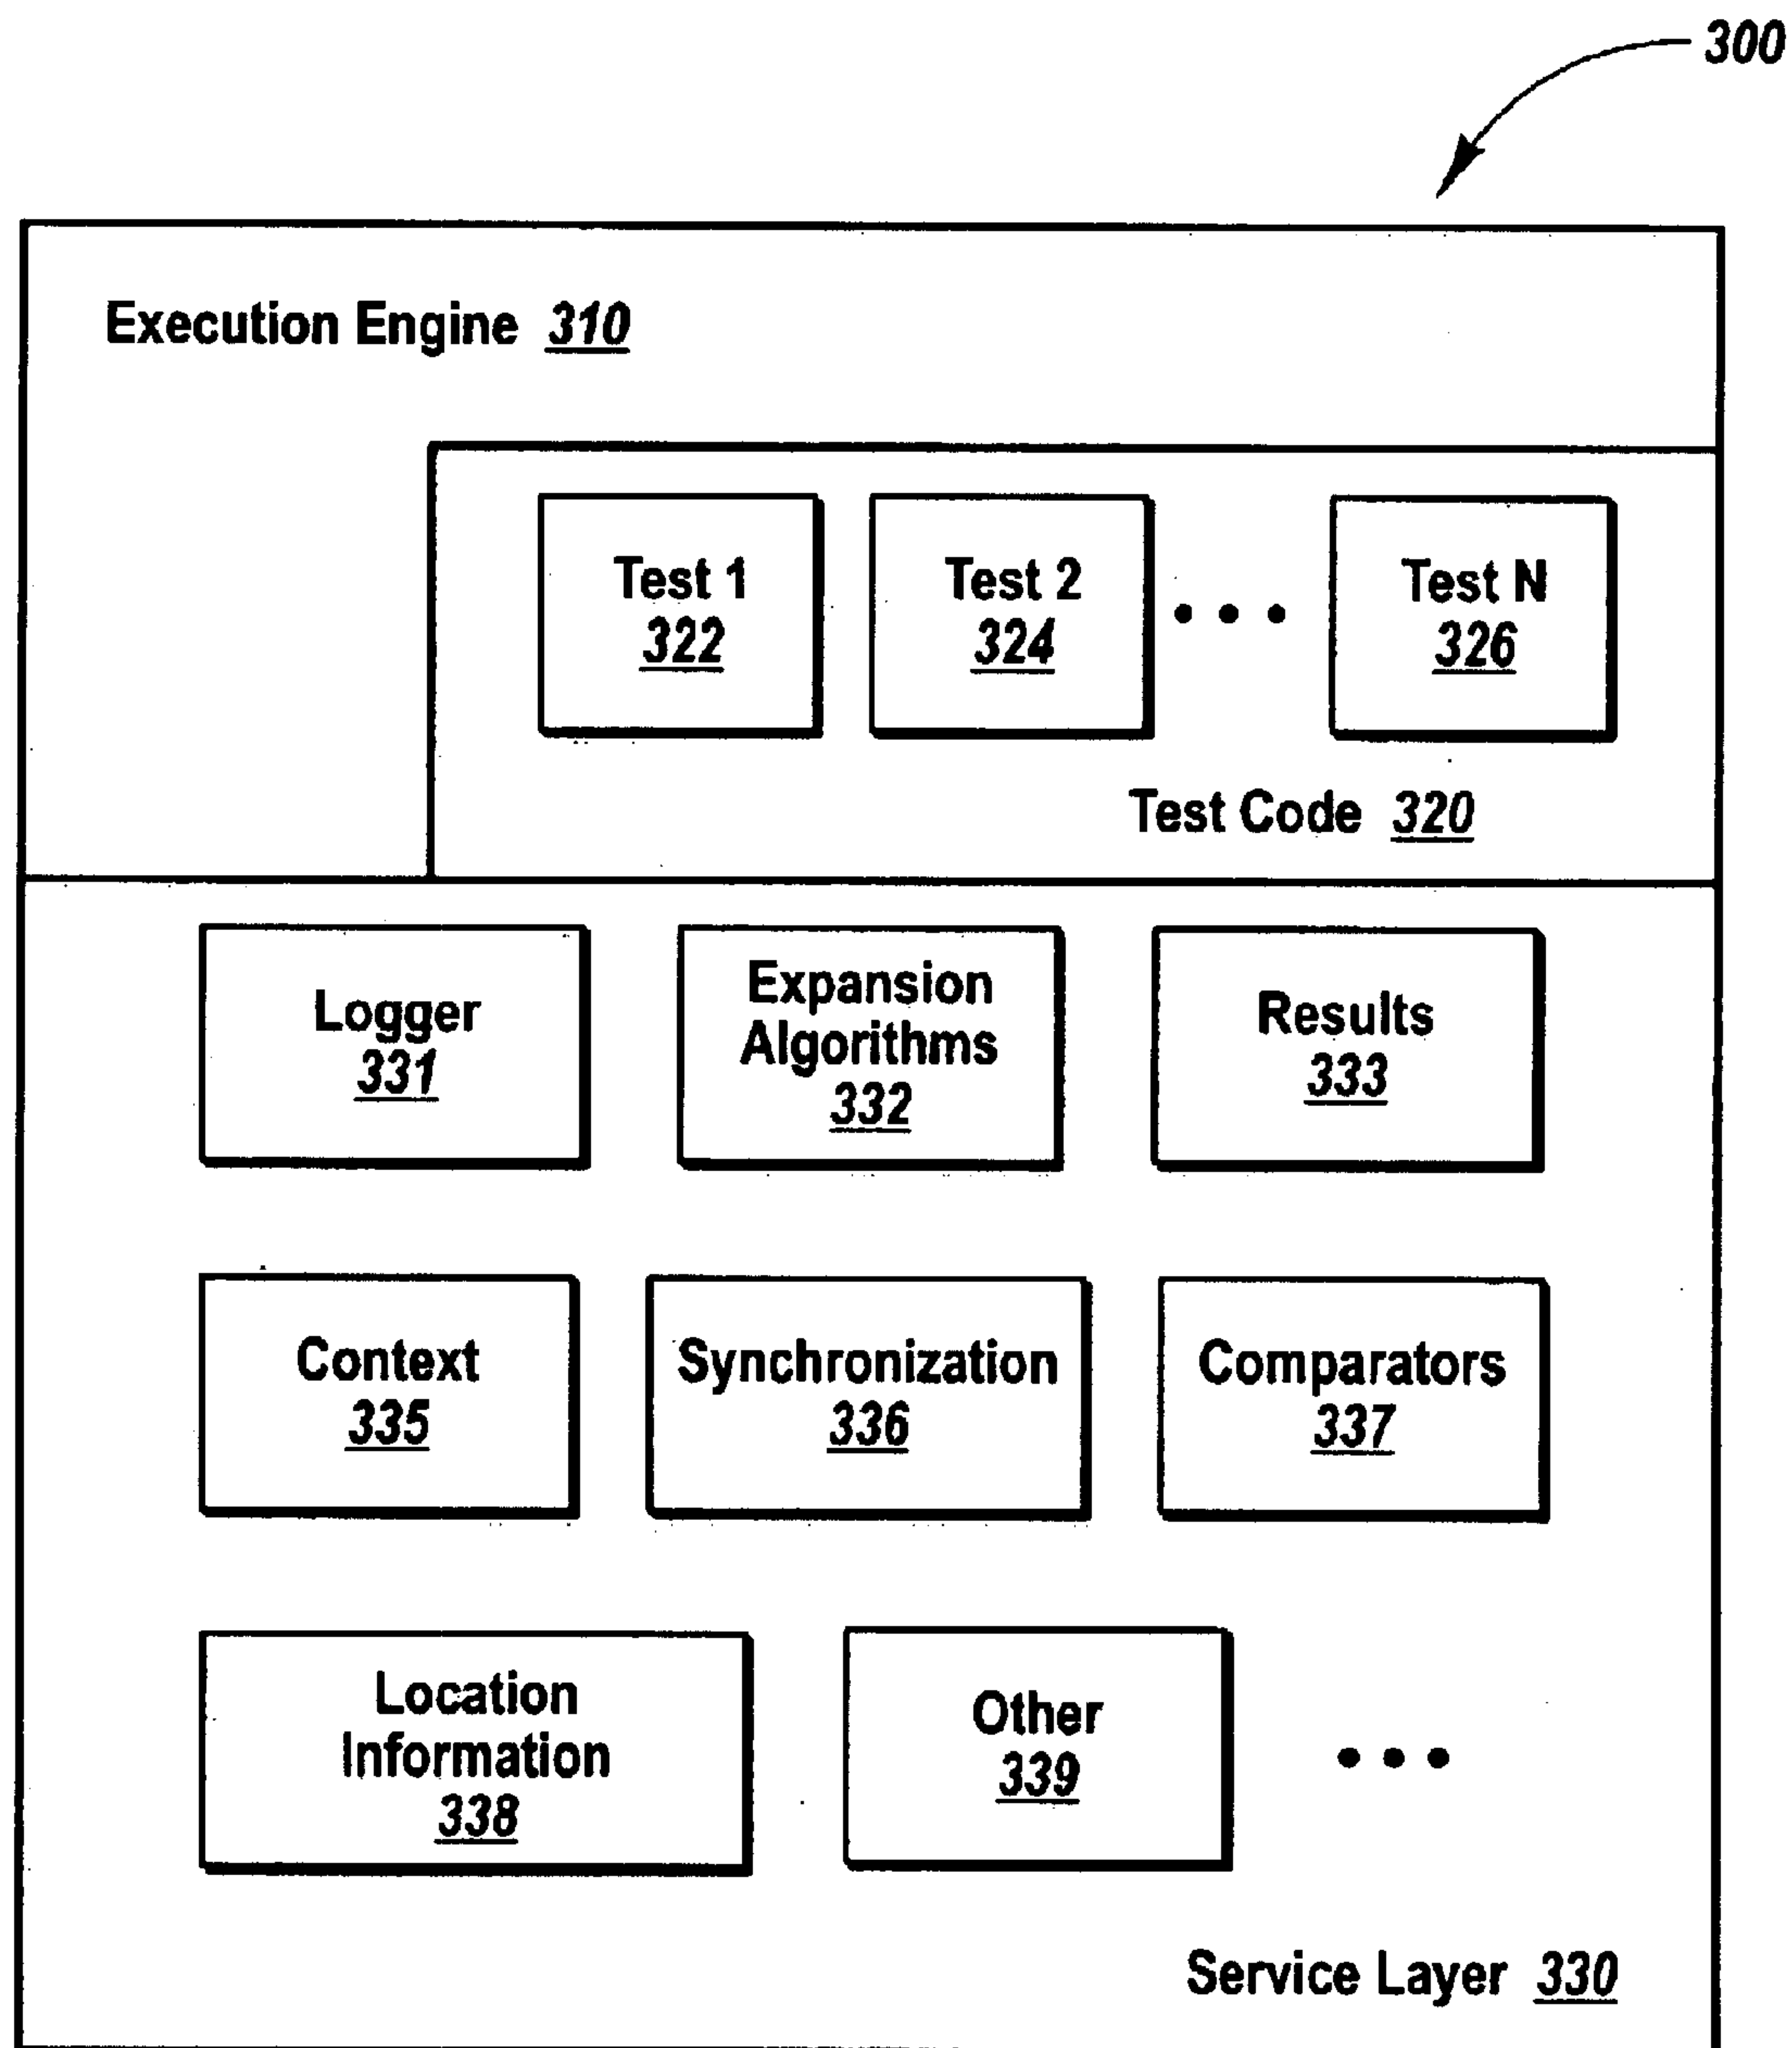 300
Execution Engine 310
Test 1
322
Test 2
324
Test N
326
Test Code 320
Logger
331
Expansion
Algorithms
332
Results
333
Context
335
Synchronization
336
Comparators
337
Location
Information
338
Other
339
Service Layer 330